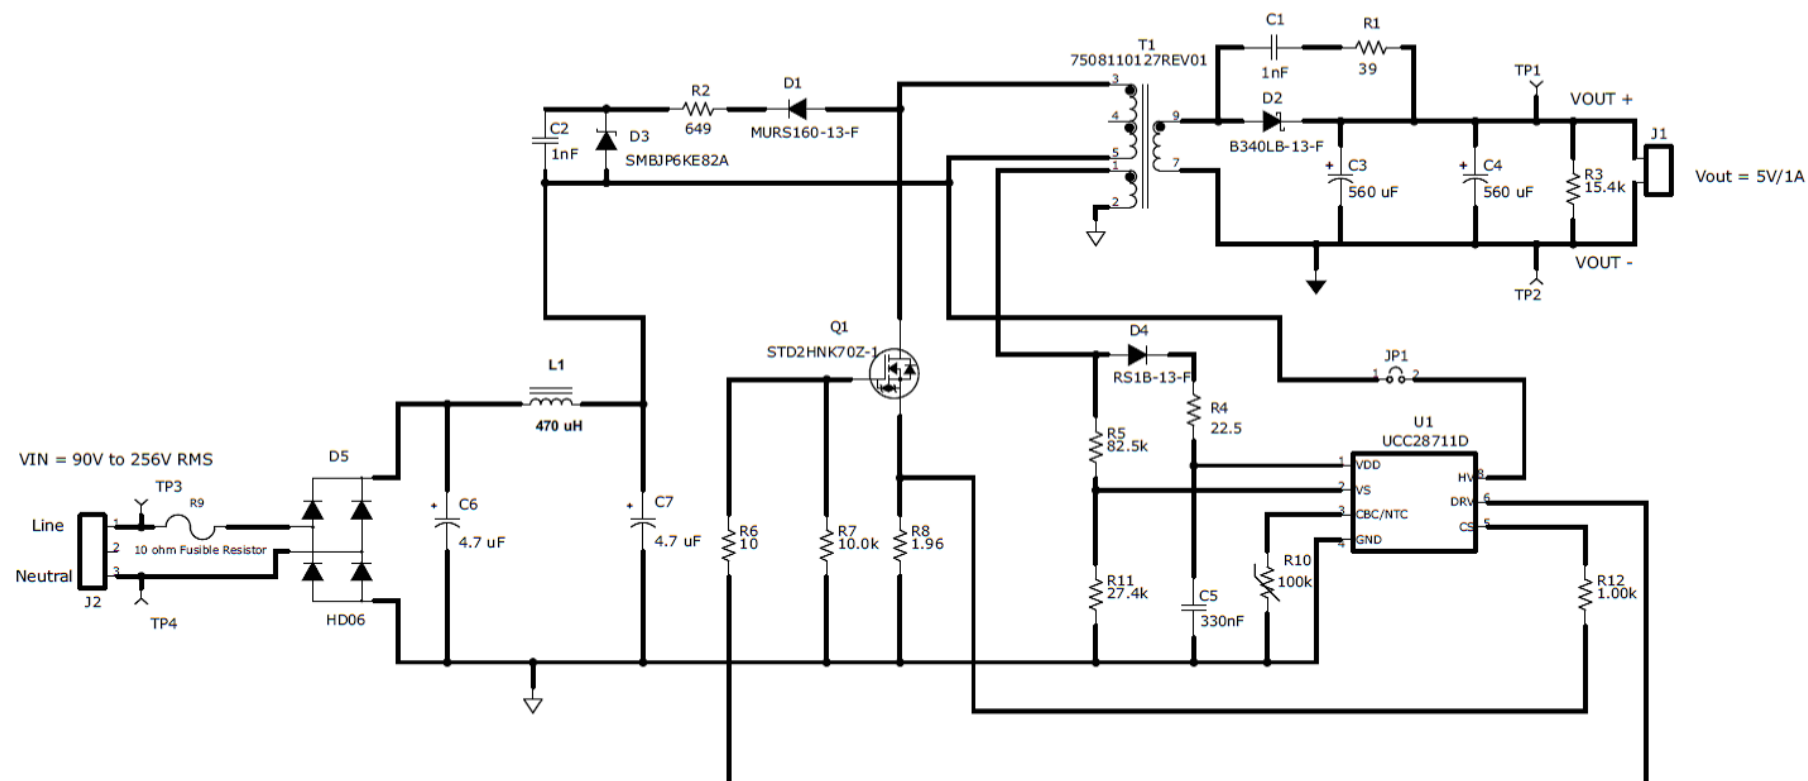 C1
R1
1nF
39
T1
7508110127REV01
3
4
5
1
2
9
7
D2
B340LB-13-F
TP1
VOUT +
J1
+
C3
560 uF
+
C4
560 uF
R3
15.4k
Vout = 5V/1A
VOUT -
TP2
R2
649
D1
MURS160-13-F
C2
1nF
D3
SMBJP6KE82A
Q1
STD2HNK70Z-1
D4
RS1B-13-F
JP1
1
2
L1
470 uH
R4
22.5
R5
82.5k
U1
UCC28711D
1
VDD
2
VS
3
CBC/NTC
4
GND
HV
8
DRV
6
CS
5
VIN = 90V to 256V RMS
D5
TP3
R9
Line
1
2
3
10 ohm Fusible Resistor
Neutral
J2
TP4
HD06
+
C6
4.7 uF
+
C7
4.7 uF
R6
10
R7
10.0k
R8
1.96
R11
27.4k
C5
330nF
R10
100k
R12
1.00k